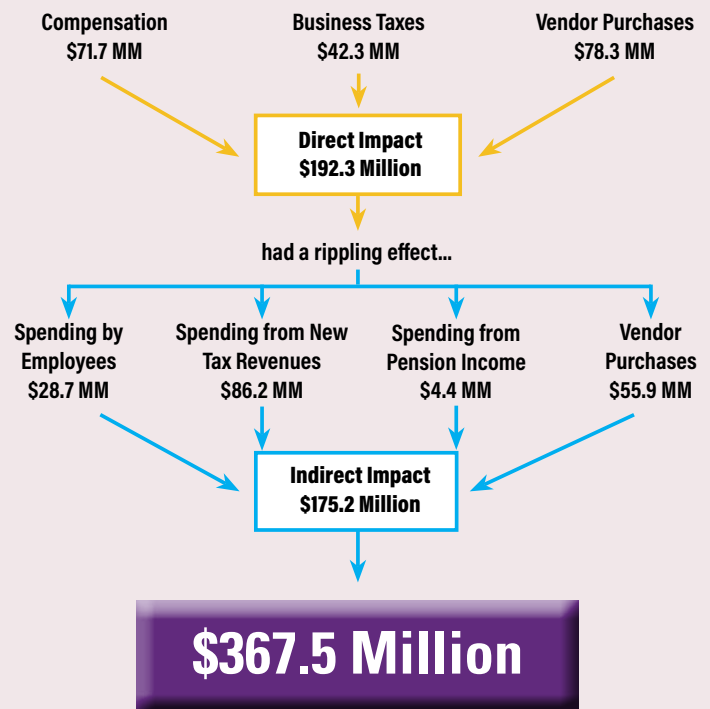 Compensation
$71.7 MM
Business Taxes
$42.3 MM
Vendor Purchases
$78.3 MM
Direct Impact
$192.3 Million
had a rippling effect...
Spending by
Employees
$28.7 MM
Spending from New
Tax Revenues
$86.2 MM
Spending from
Pension Income
$4.4 MM
Vendor
Purchases
$55.9 MM
Indirect Impact
$175.2 Million
$367.5 Million